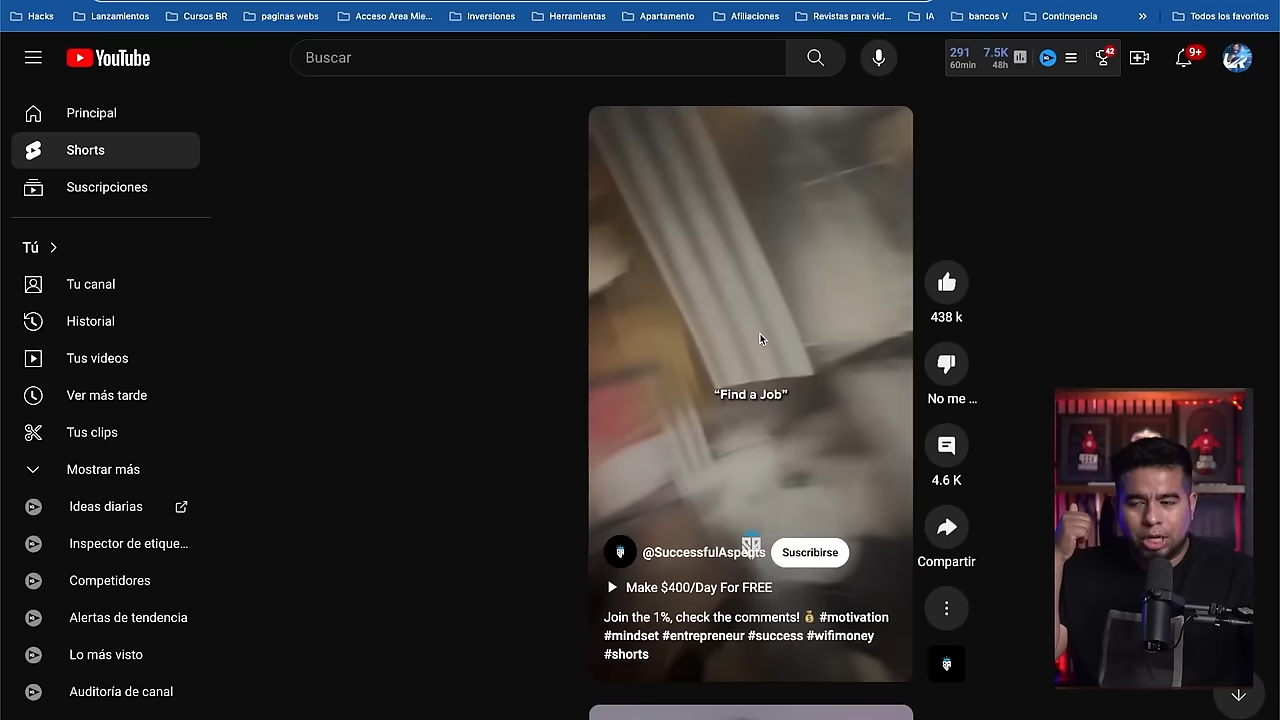 Hacks Lanzamientos Cursos BR paginas webs Acceso Area Mie... Inversiones Herramientas Apartamento Afiliaciones Revistas para vid... IA bancos V Contingencia » Todos los favoritos
YouTube
Buscar
291 7.5K 42 9+
60min 48h
Principal
Shorts
Suscripciones
Tú
Tu canal
Historial
Tus videos
Ver más tarde
Tus clips
Mostrar más
Ideas diarias
Inspector de etique...
Competidores
Alertas de tendencia
Lo más visto
Auditoría de canal
“Find a Job”
@SuccessfulAspects Suscribirse
Make $400/Day For FREE
Join the 1%, check the comments! 💰 #motivation
#mindset #entrepreneur #success #wifimoney
#shorts
438 k
No me ...
4.6 K
Compartir